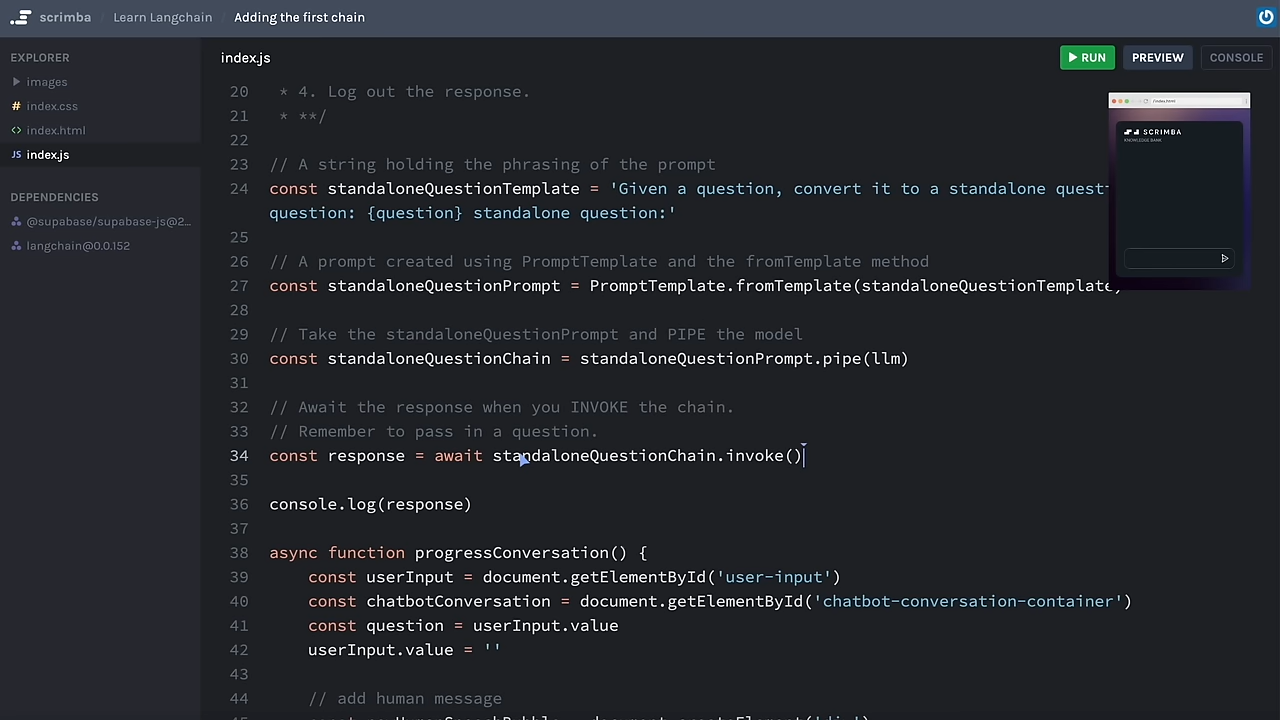 scrimba / Learn Langchain / Adding the first chain
EXPLORER
images
# index.css
<> index.html
JS index.js
DEPENDENCIES
@supabase/supabase-js@2...
langchain@0.0.152
index.js
RUN
PREVIEW
CONSOLE
20 * 4. Log out the response.
21 * **/
22
23 // A string holding the phrasing of the prompt
24 const standaloneQuestionTemplate = 'Given a question, convert it to a standalone questi
question: {question} standalone question:'
25
26 // A prompt created using PromptTemplate and the fromTemplate method
27 const standaloneQuestionPrompt = PromptTemplate.fromTemplate(standaloneQuestionTemplate)
28
29 // Take the standaloneQuestionPrompt and PIPE the model
30 const standaloneQuestionChain = standaloneQuestionPrompt.pipe(llm)
31
32 // Await the response when you INVOKE the chain.
33 // Remember to pass in a question.
34 const response = await standaloneQuestionChain.invoke()
35
36 console.log(response)
37
38 async function progressConversation() {
39 const userInput = document.getElementById('user-input')
40 const chatbotConversation = document.getElementById('chatbot-conversation-container')
41 const question = userInput.value
42 userInput.value = ''
43
44 // add human message
/index.html
SCRIMBA
KNOWLEDGE BANK